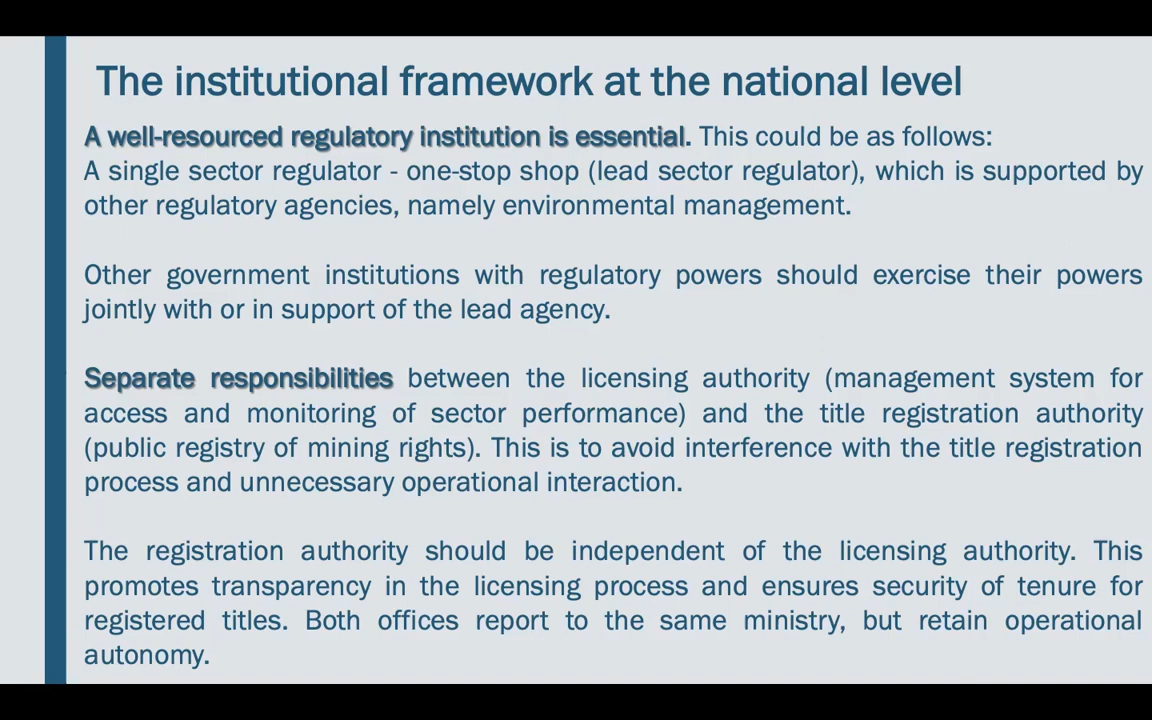 The institutional framework at the national level
A well-resourced regulatory institution is essential. This could be as follows:
A single sector regulator - one-stop shop (lead sector regulator), which is supported by
other regulatory agencies, namely environmental management.
Other government institutions with regulatory powers should exercise their powers
jointly with or in support of the lead agency.
Separate responsibilities between the licensing authority (management system for
access and monitoring of sector performance) and the title registration authority
(public registry of mining rights). This is to avoid interference with the title registration
process and unnecessary operational interaction.
The registration authority should be independent of the licensing authority. This
promotes transparency in the licensing process and ensures security of tenure for
registered titles. Both offices report to the same ministry, but retain operational
autonomy.